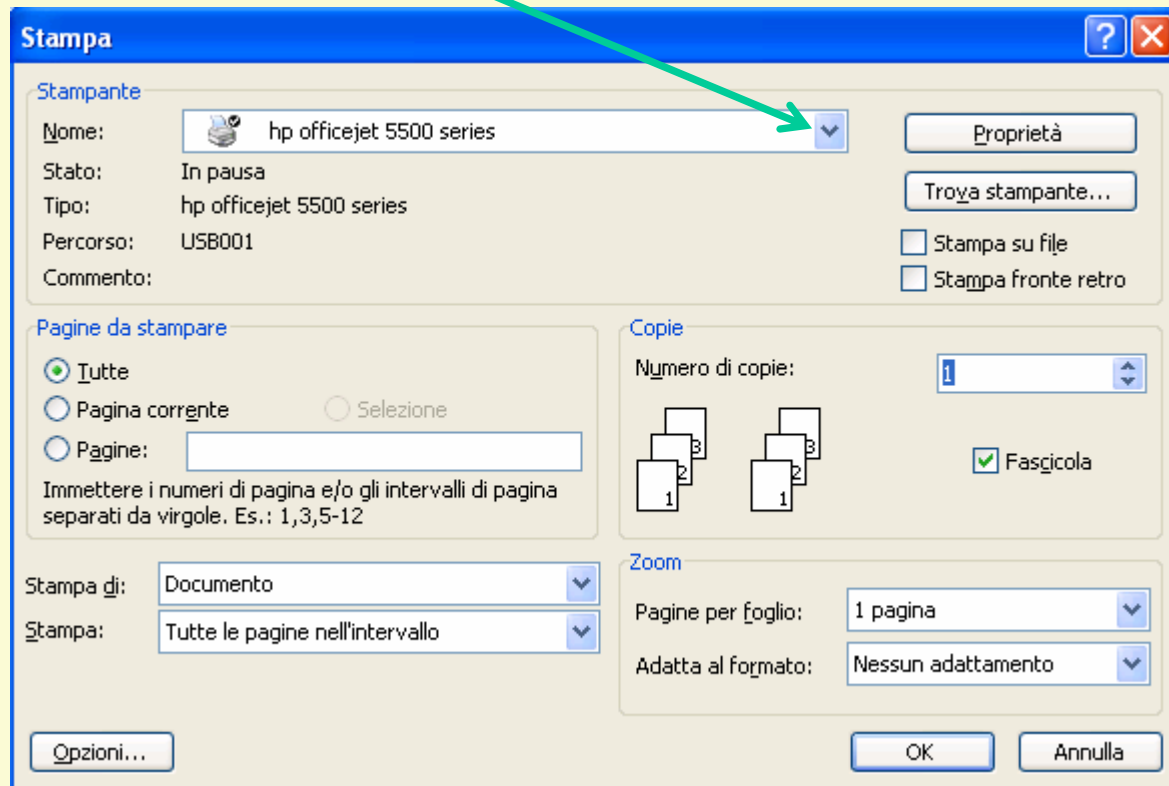 Stampa
Stampante
Nome: hp officejet 5500 series Proprietà
Stato: In pausa
Trova stampante...
Tipo: hp officejet 5500 series
Percorso: USB001
Stampa su file
Commento:
Stampa fronte retro
Pagine da stampare
Tutte
Pagina corrente Selezione
Pagine:
Immettere i numeri di pagina e/o gli intervalli di pagina
separati da virgole. Es.: 1,3,5-12
Copie
Numero di copie: 1
3 3
2 2
1 1
Fascicola
Stampa di: Documento
Stampa: Tutte le pagine nell'intervallo
Zoom
Pagine per foglio: 1 pagina
Adatta al formato: Nessun adattamento
Opzioni... OK Annulla